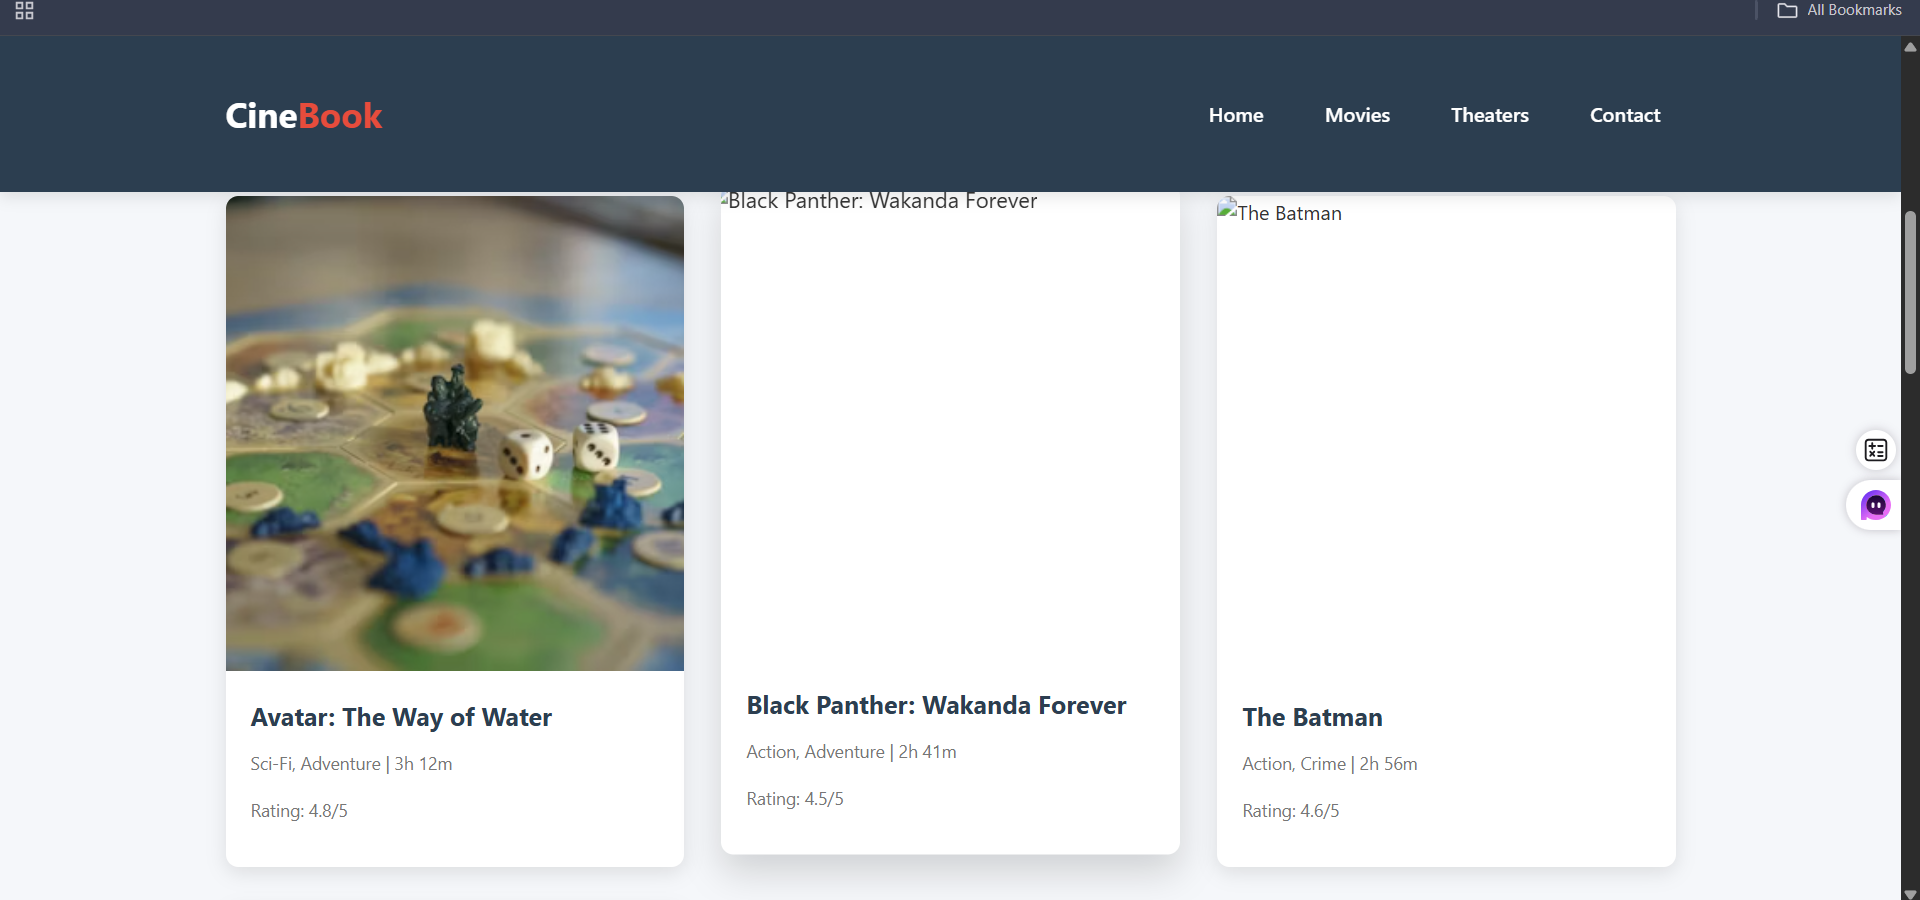 All Bookmarks
CineBook
Home
Movies
Theaters
Contact
Black Panther: Wakanda Forever
The Batman
Avatar: The Way of Water
Sci-Fi, Adventure | 3h 12m
Rating: 4.8/5
Black Panther: Wakanda Forever
Action, Adventure | 2h 41m
Rating: 4.5/5
The Batman
Action, Crime | 2h 56m
Rating: 4.6/5